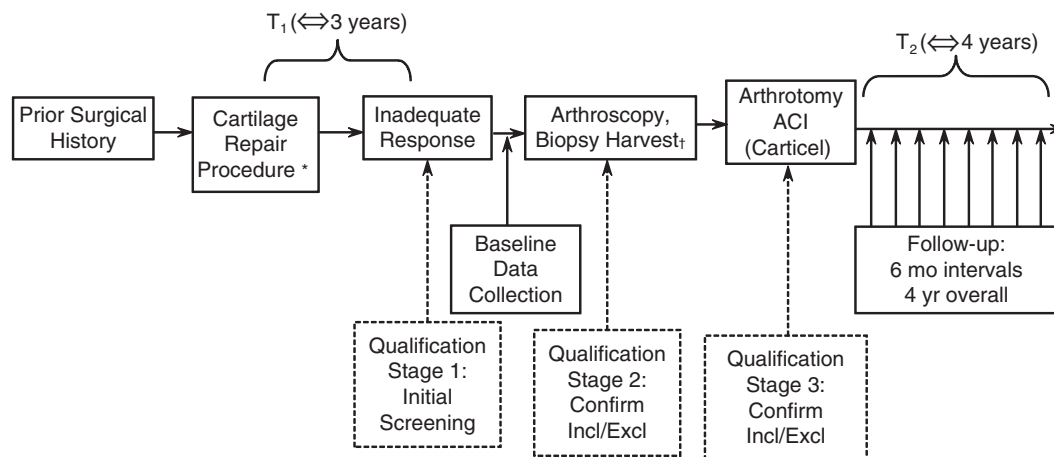 T1(⇔3 years)
T2(⇔4 years)
Prior Surgical
History
Cartilage
Repair
Procedure *
Inadequate
Response
Arthroscopy,
Biopsy Harvest†
Arthrotomy
ACI
(Carticel)
Baseline
Data
Collection
Follow-up:
6 mo intervals
4 yr overall
Qualification
Stage 1:
Initial
Screening
Qualification
Stage 2:
Confirm
Incl/Excl
Qualification
Stage 3:
Confirm
Incl/Excl